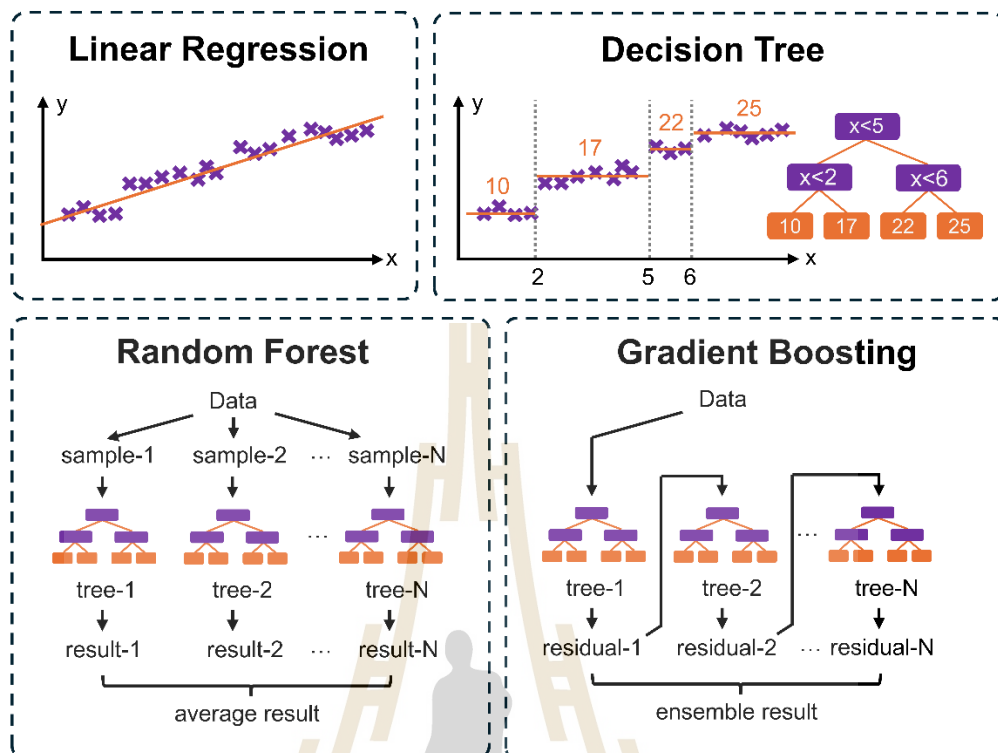 Linear Regression
y
x
Decision Tree
y
10
17
22
25
2
5
6
x
x<5
x<2
x<6
10
17
22
25
Random Forest
Data
sample-1
sample-2
...
sample-N
...
tree-1
tree-2
tree-N
result-1
result-2
...
result-N
average result
Gradient Boosting
Data
...
tree-1
tree-2
tree-N
residual-1
residual-2
...
residual-N
ensemble result